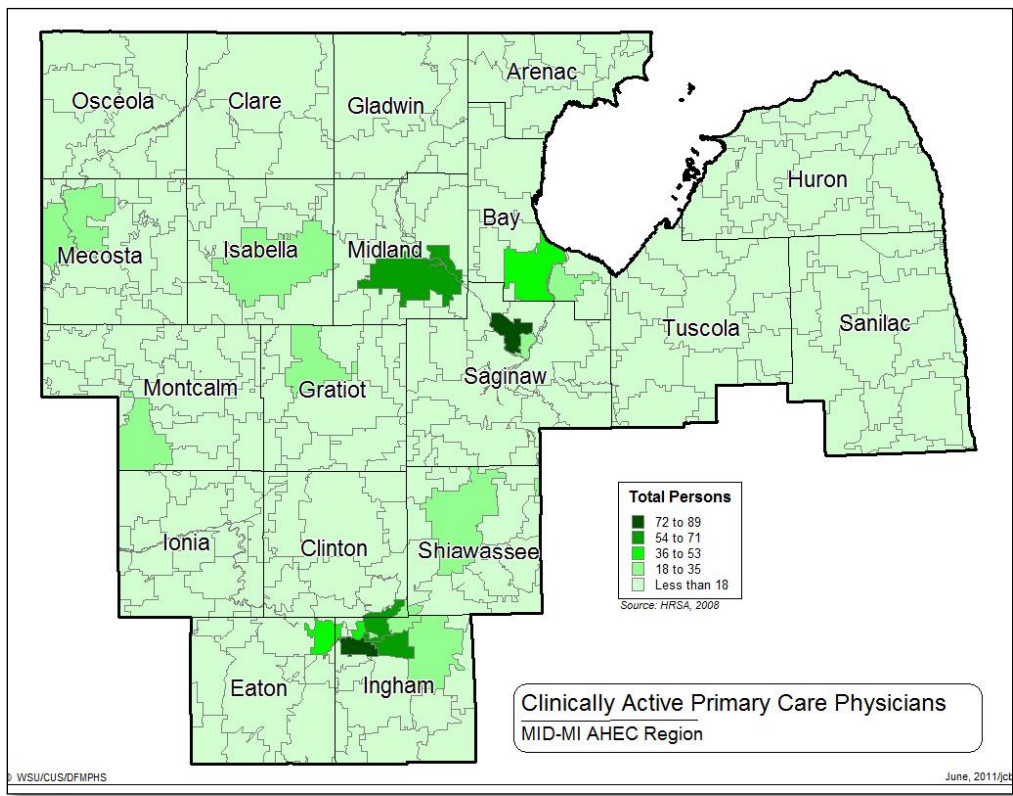 Arenac
Osceola
Clare
Gladwin
Huron
Bay
Mecosta
Isabella
Midland
Tuscola
Sanilac
Montcalm
Gratiot
Saginaw
Total Persons
72 to 89
54 to 71
36 to 53
18 to 35
Less than 18
Source: HRSA, 2008
Ionia
Clinton
Shiawassee
Eaton
Ingham
Clinically Active Primary Care Physicians
MID-MI AHEC Region
© WSU/CUS/DFMPHS
June, 2011/jcb